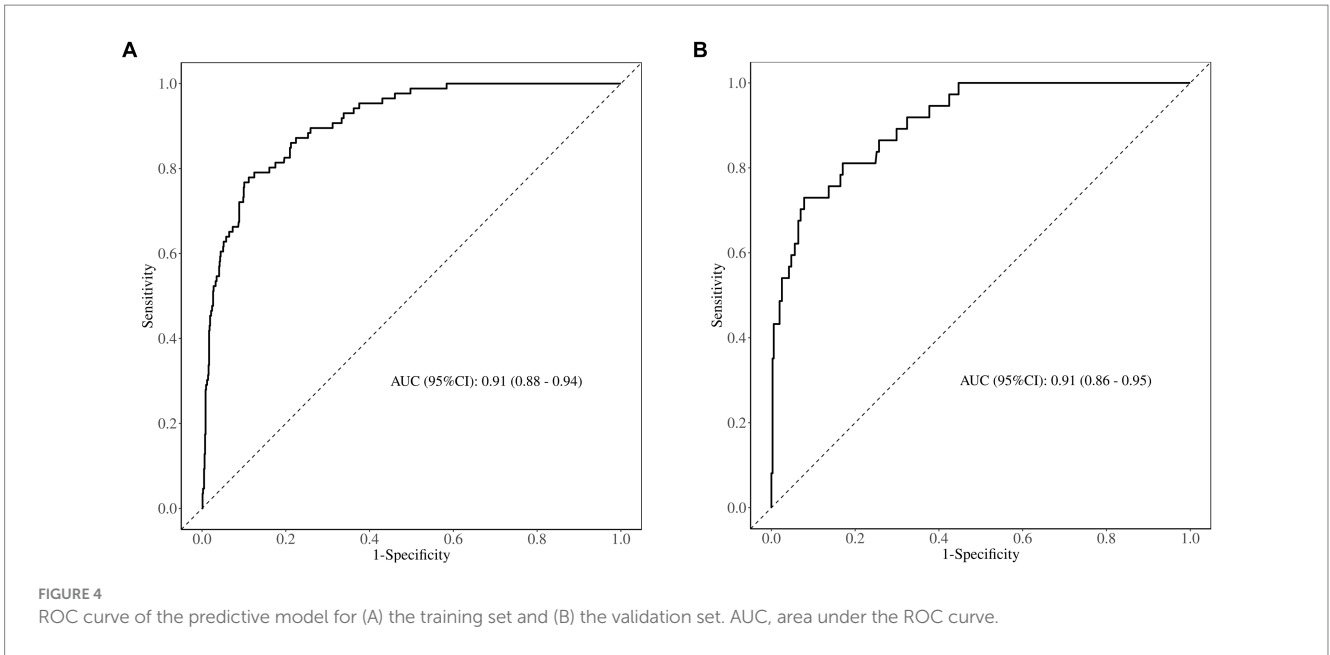 A
1.0
0.8
0.6
0.4
0.2
0.0
Sensitivity
AUC (95%CI): 0.91 (0.88 - 0.94)
0.0 0.2 0.4 0.6 0.8 1.0
1-Specificity
B
1.0
0.8
0.6
0.4
0.2
0.0
Sensitivity
AUC (95%CI): 0.91 (0.86 - 0.95)
0.0 0.2 0.4 0.6 0.8 1.0
1-Specificity
FIGURE 4
ROC curve of the predictive model for (A) the training set and (B) the validation set. AUC, area under the ROC curve.